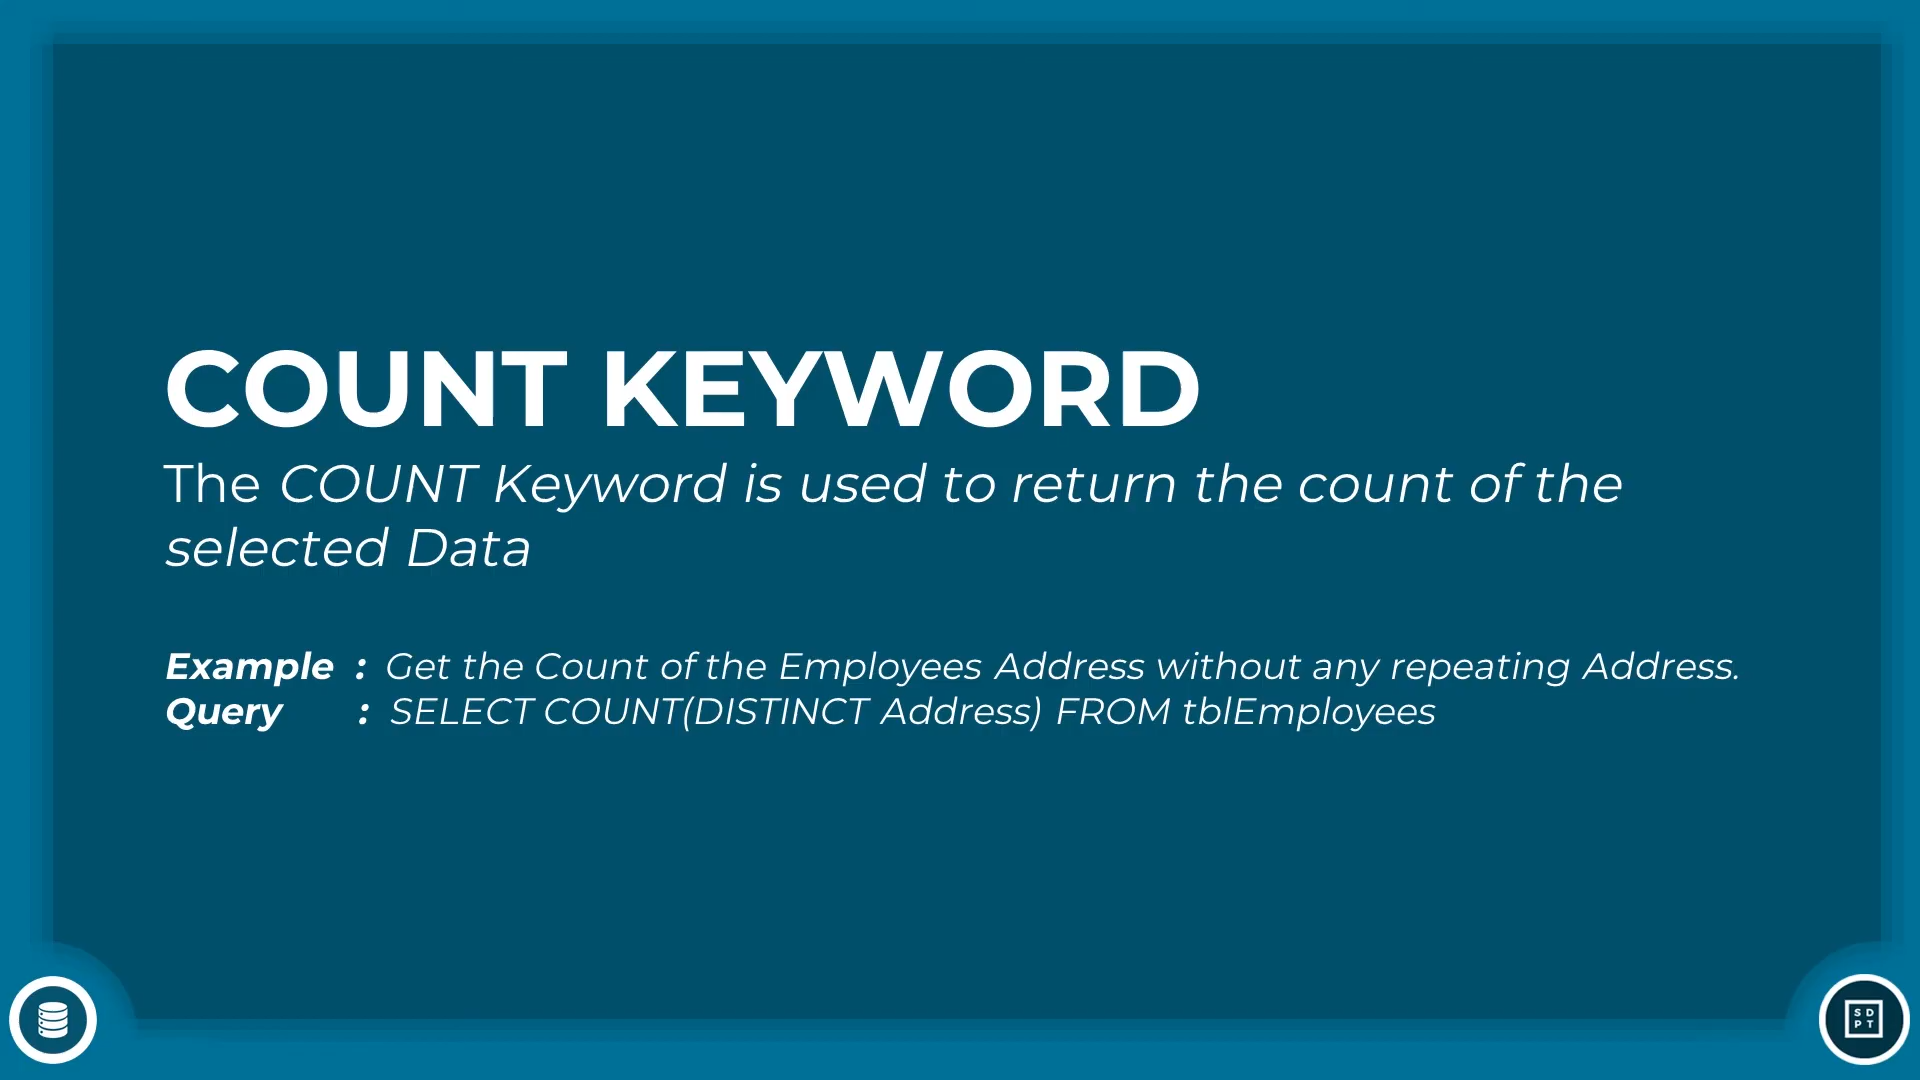 COUNT KEYWORD
The COUNT Keyword is used to return the count of the
selected Data
Example : Get the Count of the Employees Address without any repeating Address.
Query : SELECT COUNT(DISTINCT Address) FROM tblEmployees
S D
P T